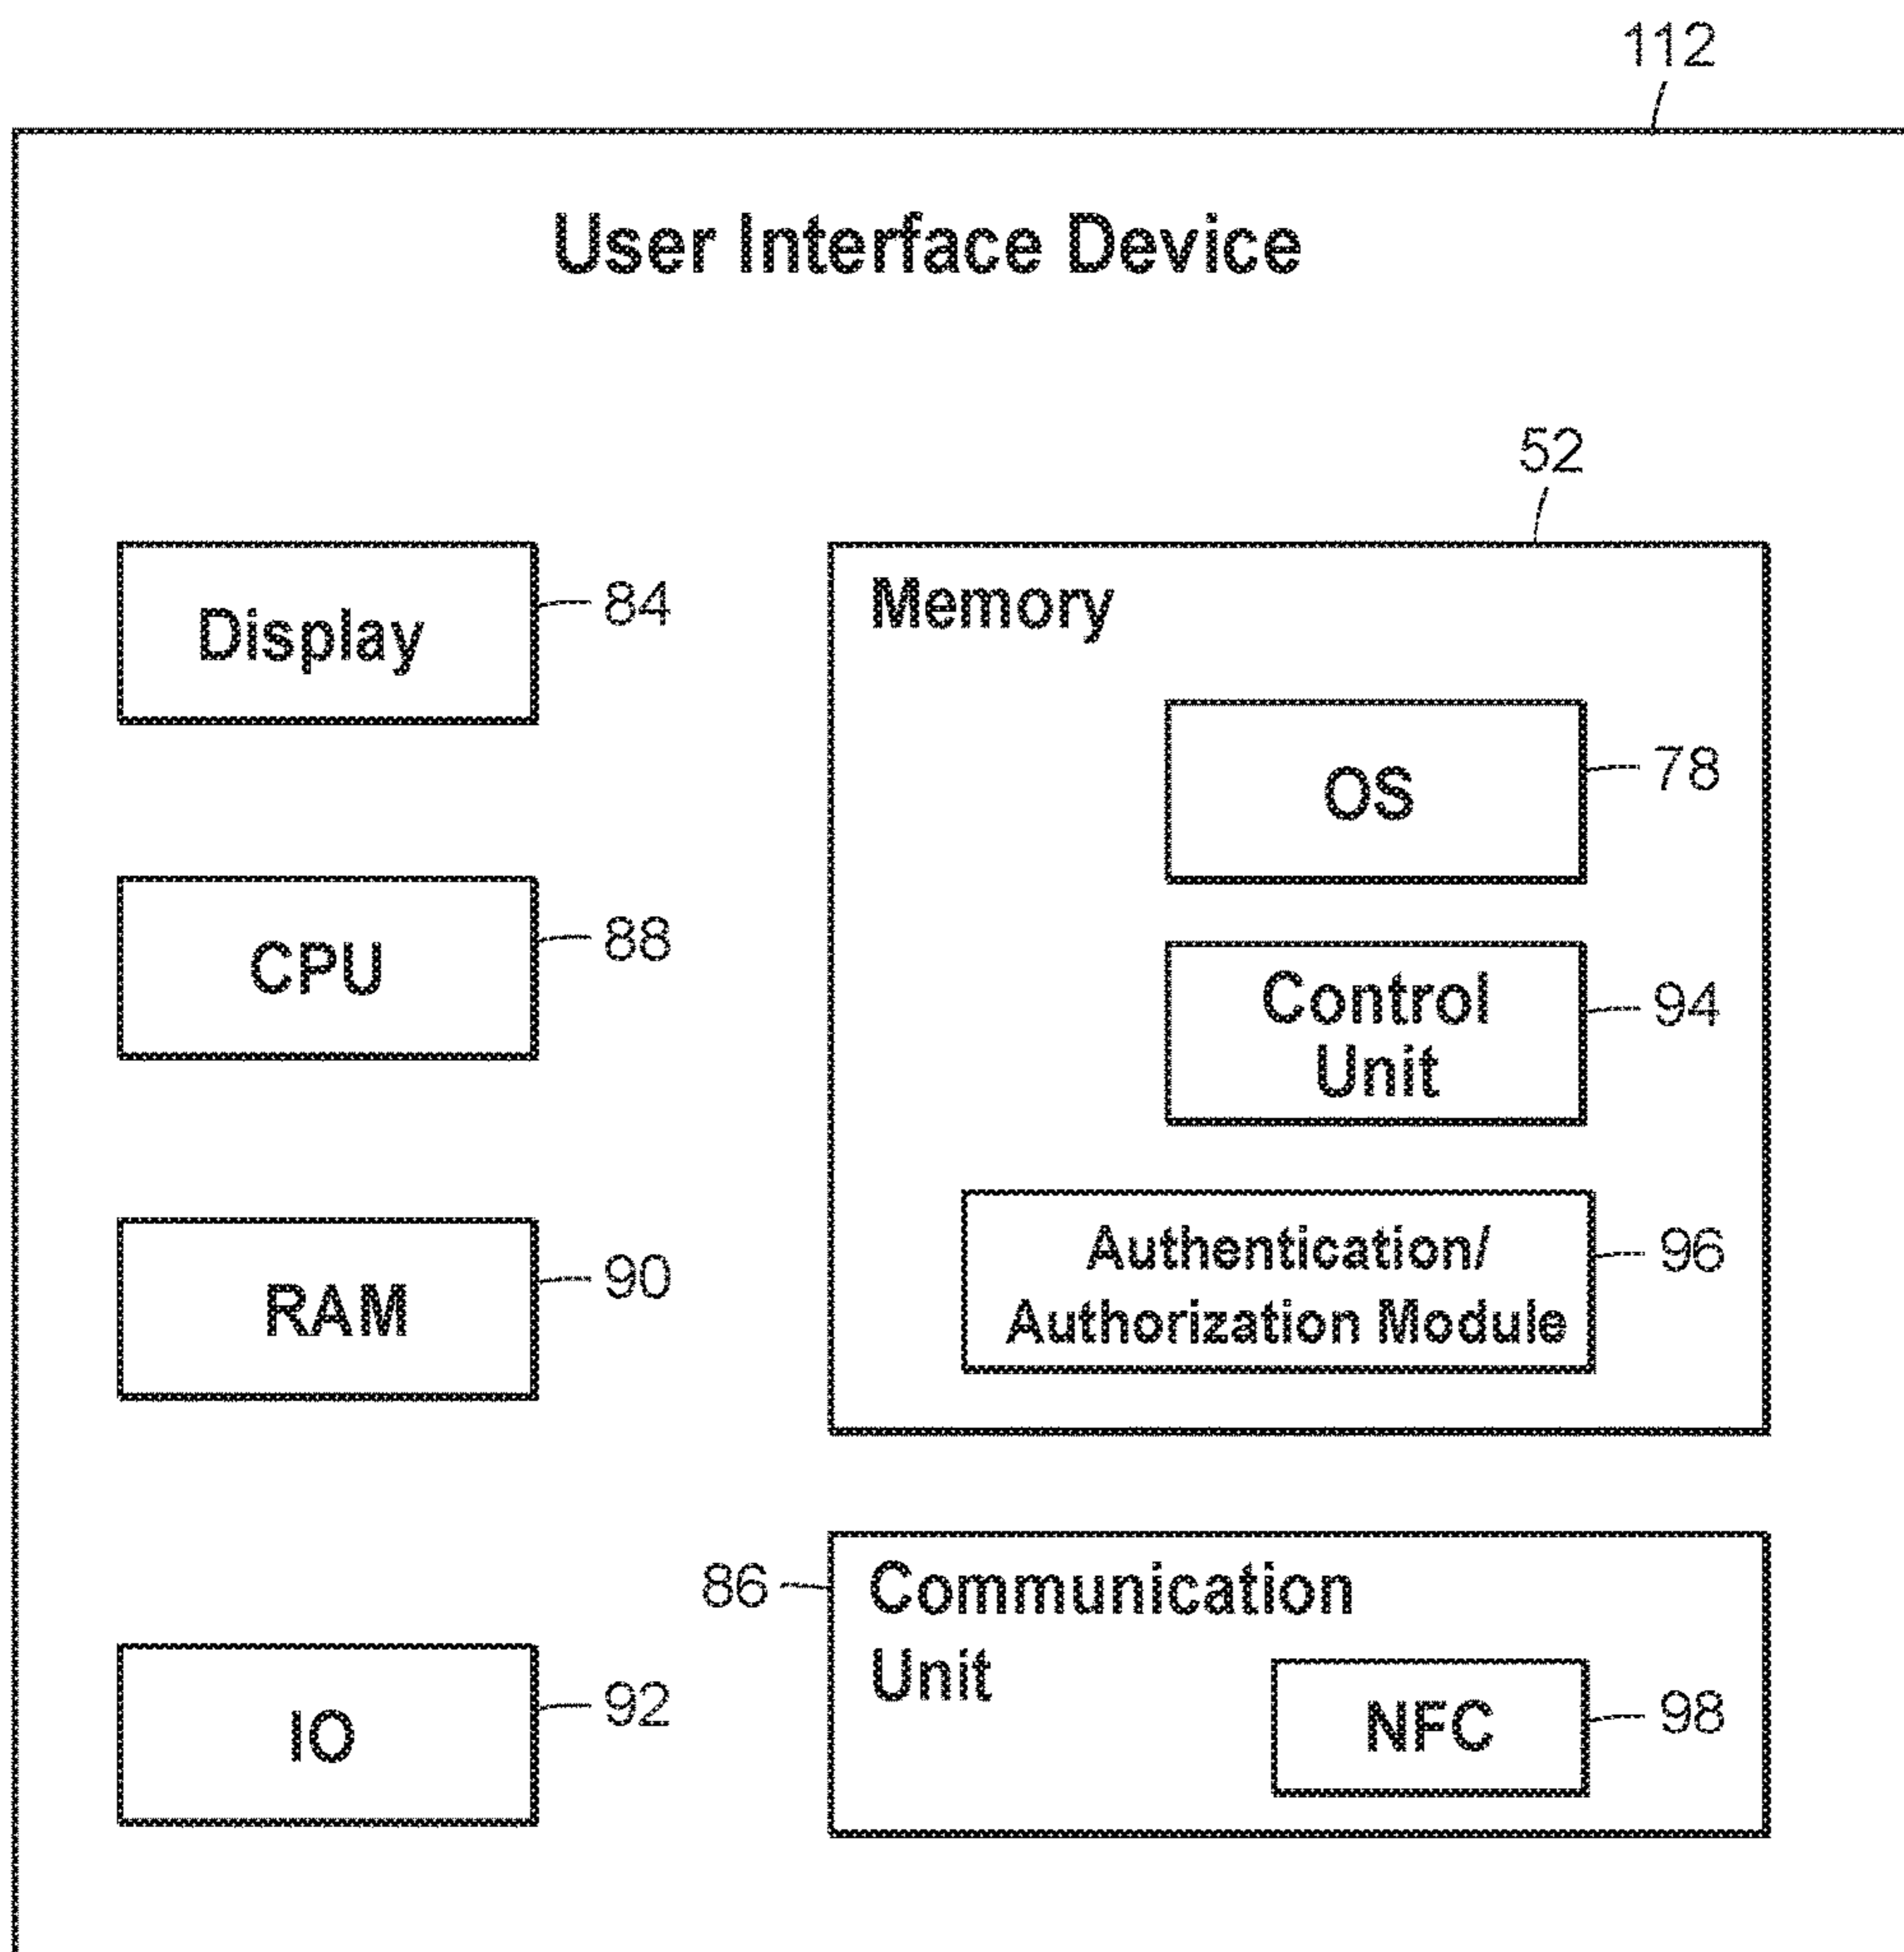 112
User Interface Device
52
Display
84
Memory
OS
78
CPU
88
Control
Unit
94
RAM
90
Authentication/
Authorization Module
96
86
Communication
Unit
IO
92
NFC
98